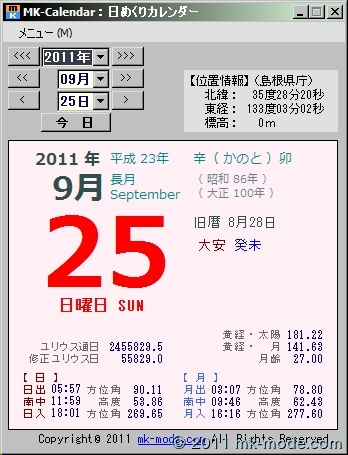 MK-Calendar：日めくりカレンダー
メニュー(M)
<<< 2011年 >>>
<< 09月 >>
< 25日 >
今 日
【位置情報】(島根県庁)
北緯： 35度28分20秒
東経： 133度03分02秒
標高： 0m
2011 年 平成 23年 辛（かのと）卯
9月 長月 （ 昭和 86年 ）
September （ 大正 100年 ）
25 旧暦 8月28日
大安 癸未
日曜日 SUN
黄経・太陽 181.22
ユリウス通日 2455829.5 黄経・ 月 141.63
修正ユリウス日 55829.0 月齢 27.00
【 日 】 【 月 】
日出 05:57 方位角 90.11 月出 03:07 方位角 78.80
南中 11:59 高度 53.86 南中 09:46 高度 62.43
日入 18:01 方位角 269.65 月入 16:16 方位角 277.60
Copyright© 2011 mk-mode.com All Rights Reserved.
© 2011 mk-mode.com